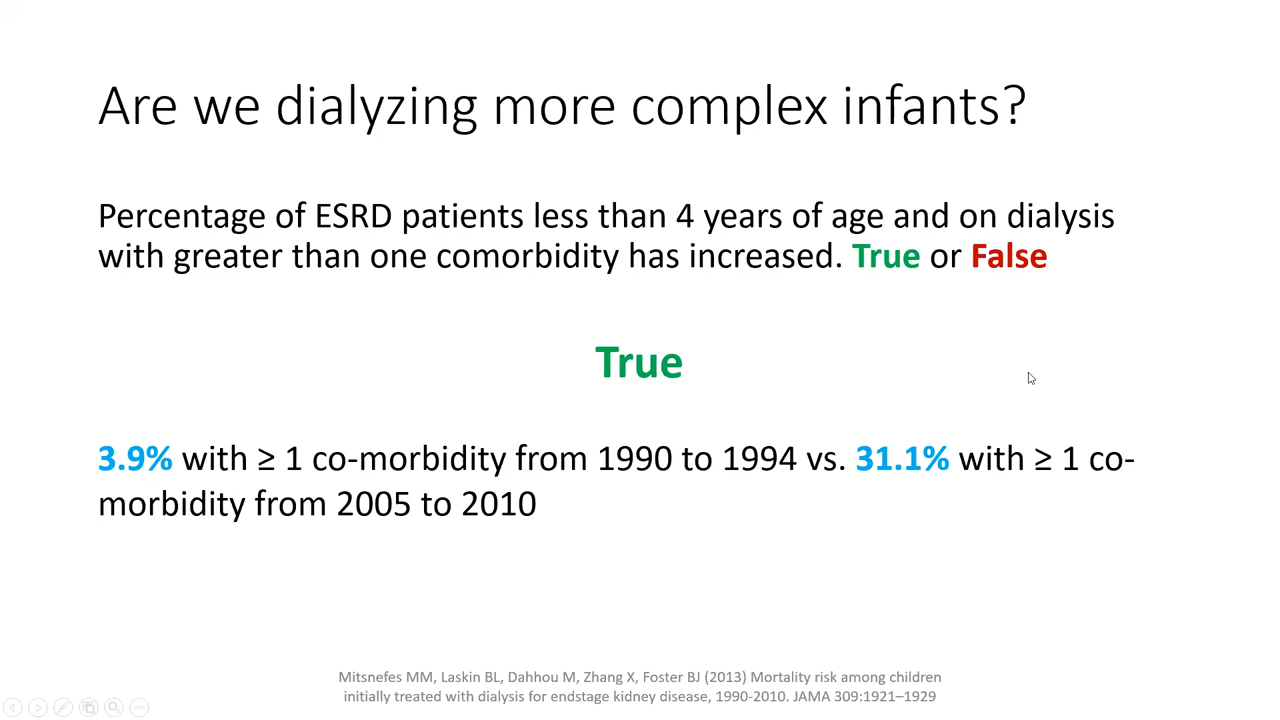 Are we dialyzing more complex infants?
Percentage of ESRD patients less than 4 years of age and on dialysis
with greater than one comorbidity has increased. True or False
True
3.9% with ≥ 1 co-morbidity from 1990 to 1994 vs. 31.1% with ≥ 1 co-
morbidity from 2005 to 2010
Mitsnefes MM, Laskin BL, Dahhou M, Zhang X, Foster BJ (2013) Mortality risk among children
initially treated with dialysis for endstage kidney disease, 1990-2010. JAMA 309:1921–1929